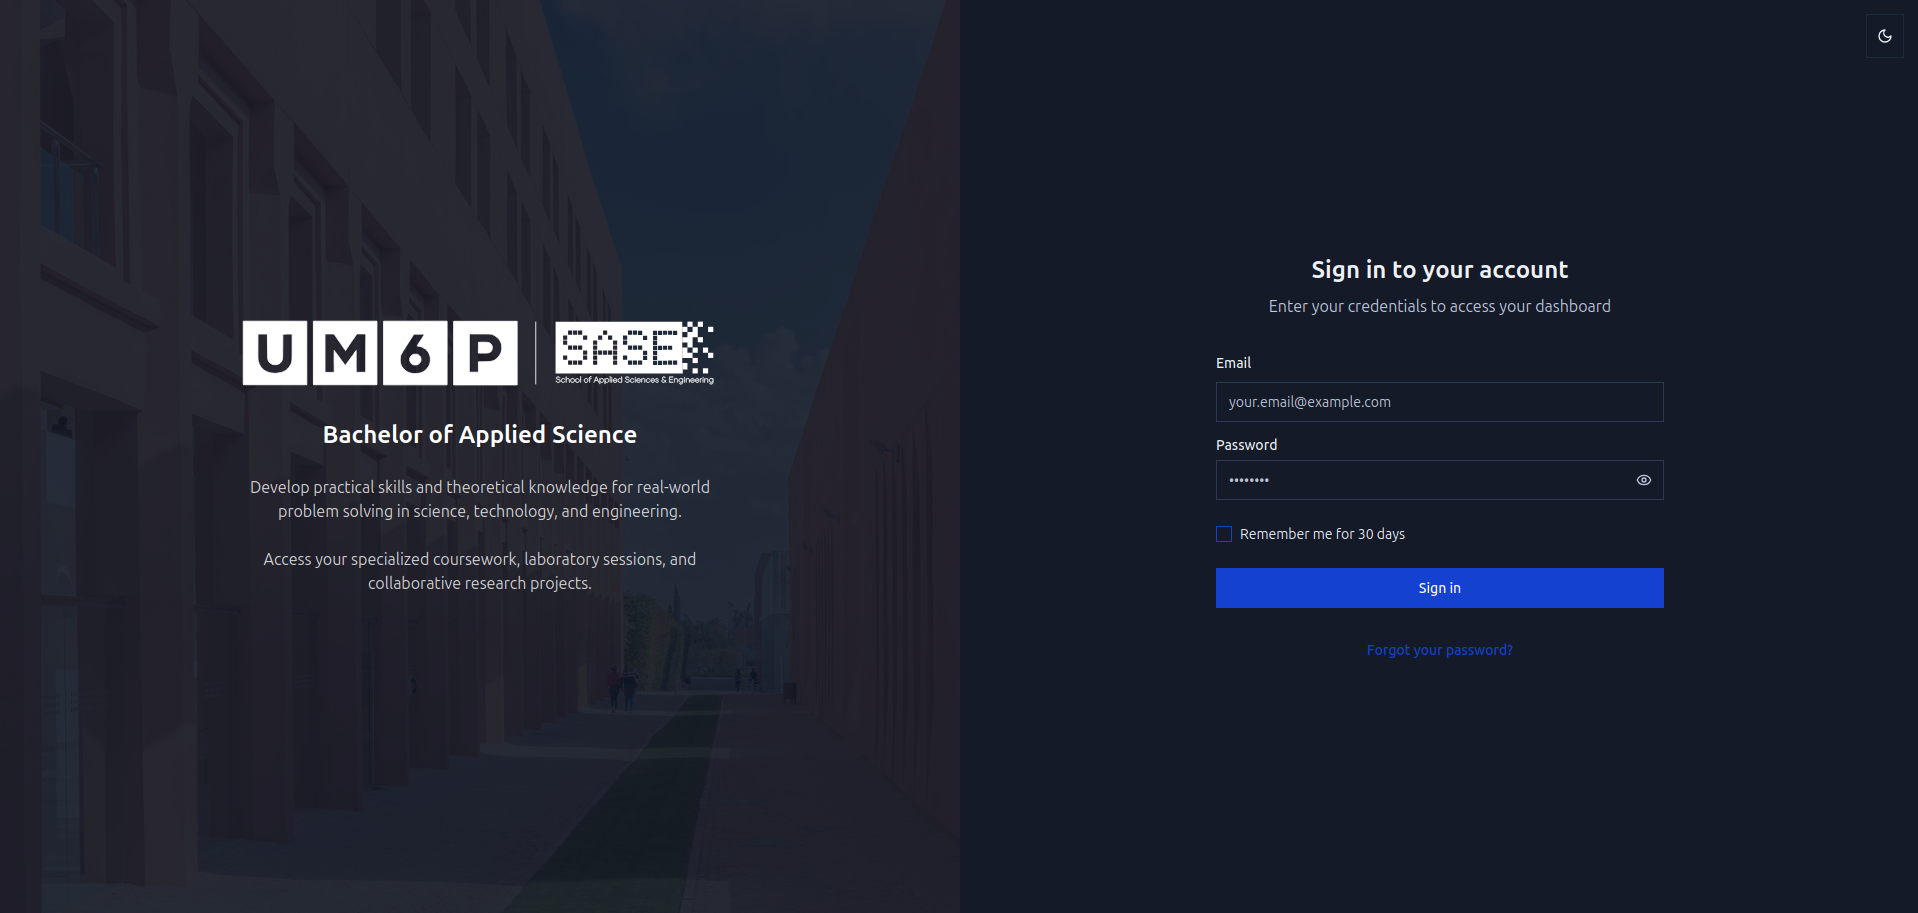 UM6P
SASE
School of Applied Sciences & Engineering
Bachelor of Applied Science
Develop practical skills and theoretical knowledge for real-world
problem solving in science, technology, and engineering.
Access your specialized coursework, laboratory sessions, and
collaborative research projects.
Sign in to your account
Enter your credentials to access your dashboard
Email
your.email@example.com
Password
••••••••
Remember me for 30 days
Sign in
Forgot your password?